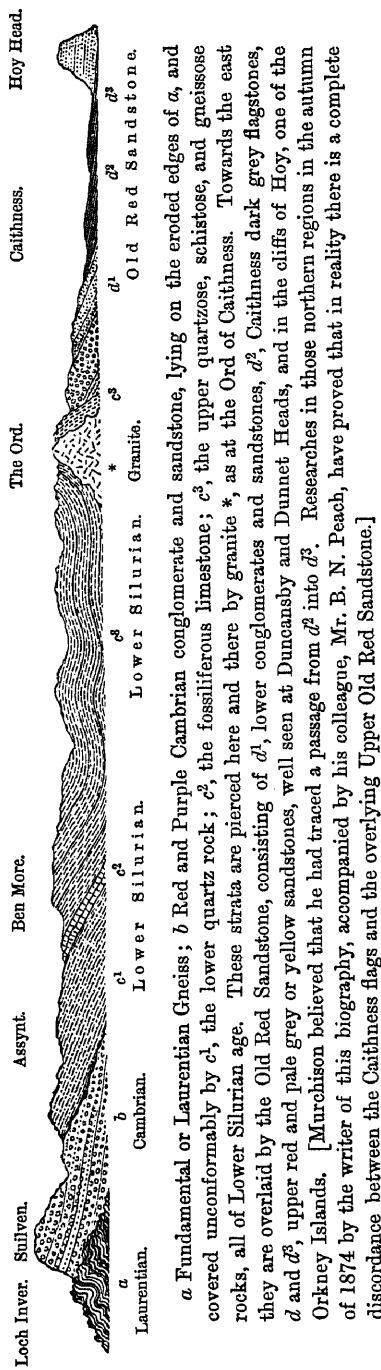 Loch Inver. Suilven. Assynt. Ben More. The Ord. Caithness. Hoy Head.
a b c¹ c² c³ * c³ d¹ d² d³
Laurentian. Cambrian. Lower Silurian. Lower Silurian. Granite. Old Red Sandstone.
a Fundamental or Laurentian Gneiss; b Red and Purple Cambrian conglomerate and sandstone, lying on the eroded edges of a, and
covered unconformably by c¹, the lower quartz rock; c², the fossiliferous limestone; c³, the upper quartzose, schistose, and gneissose
rocks, all of Lower Silurian age. These strata are pierced here and there by granite *, as at the Ord of Caithness. Towards the east
they are overlaid by the Old Red Sandstone, consisting of d¹, lower conglomerates and sandstones, d², Caithness dark grey flagstones,
d and d³, upper red and pale grey or yellow sandstones, well seen at Duncansby and Dunnet Heads, and in the cliffs of Hoy, one of the
Orkney Islands. [Murchison believed that he had traced a passage from d² into d³. Researches in those northern regions in the autumn
of 1874 by the writer of this biography, accompanied by his colleague, Mr. B. N. Peach, have proved that in reality there is a complete
discordance between the Caithness flags and the overlying Upper Old Red Sandstone.]